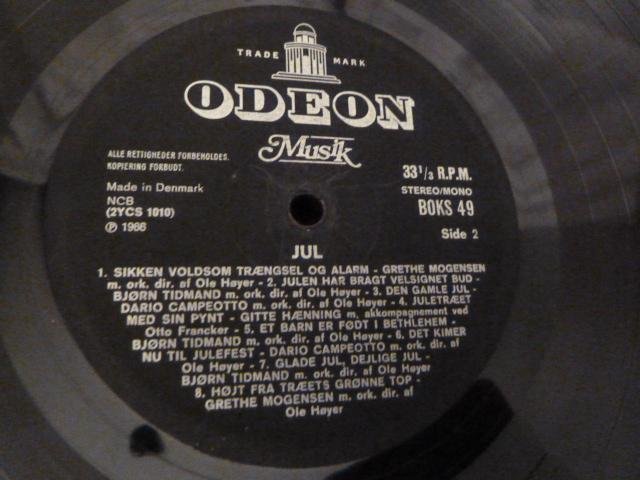 TRADE MARK
ODEON
Musik
ALLE RETTIGHEDER FORBEHOLDES.
KOPIERING FORBUDT.
Made in Denmark
NCB
(2YCS 1010)
℗ 1966
33 1/3 R.P.M.
STEREO/MONO
BOKS 49
Side 2
JUL
1. SIKKEN VOLDSOM TRÆNGSEL OG ALARM - GRETHE MOGENSEN
m. ork. dir. af Ole Høyer - 2. JULEN HAR BRAGT VELSIGNET BUD -
BJØRN TIDMAND m. ork. dir. af Ole Høyer - 3. DEN GAMLE JUL -
DARIO CAMPEOTTO m. ork. dir. af Ole Høyer - 4. JULETRÆET
MED SIN PYNT - GITTE HÆNNING m. akkompagnement ved
Otto Francker - 5. ET BARN ER FØDT I BETHLEHEM -
BJØRN TIDMAND m. ork. dir. af Ole Høyer - 6. DET KIMER
NU TIL JULEFEST - DARIO CAMPEOTTO m. ork. dir. af
Ole Høyer - 7. GLADE JUL, DEJLIGE JUL -
BJØRN TIDMAND m. ork. dir. af Ole Høyer
8. HØJT FRA TRÆETS GRØNNE TOP -
GRETHE MOGENSEN m. ork. dir. af
Ole Høyer